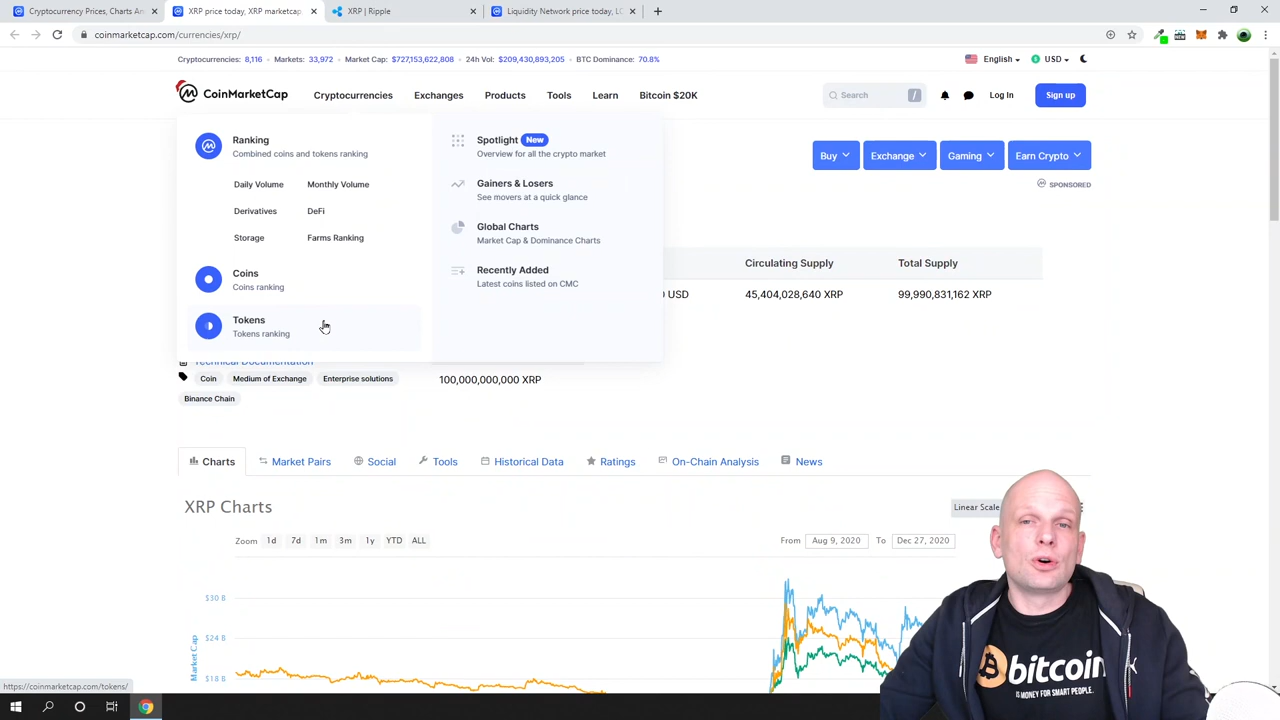 Cryptocurrency Prices, Charts An
XRP price today, XRP marketcap
XRP | Ripple
Liquidity Network price today, LC
coinmarketcap.com/currencies/xrp/
Cryptocurrencies: 8,116 Markets: 33,972 Market Cap: $727,153,622,808 24h Vol: $209,430,893,205 BTC Dominance: 70.8%
English
USD
CoinMarketCap
Cryptocurrencies
Exchanges
Products
Tools
Learn
Bitcoin $20K
Search /
Log In
Sign up
Ranking
Combined coins and tokens ranking
Daily Volume Monthly Volume
Derivatives DeFi
Storage Farms Ranking
Coins
Coins ranking
Tokens
Tokens ranking
Spotlight New
Overview for all the crypto market
Gainers & Losers
See movers at a quick glance
Global Charts
Market Cap & Dominance Charts
Recently Added
Latest coins listed on CMC
Buy
Exchange
Gaming
Earn Crypto
SPONSORED
Circulating Supply Total Supply
USD 45,404,028,640 XRP 99,990,831,162 XRP
Technical Documentation
Coin Medium of Exchange Enterprise solutions
100,000,000,000 XRP
Binance Chain
Charts Market Pairs Social Tools Historical Data Ratings On-Chain Analysis News
XRP Charts
Linear Scale
Zoom 1d 7d 1m 3m 1y YTD ALL
From Aug 9, 2020 To Dec 27, 2020
$30 B
$24 B
$18 B
Market Cap
https://coinmarketcap.com/tokens/
bitcoin
IS MONEY FOR SMART PEOPLE.